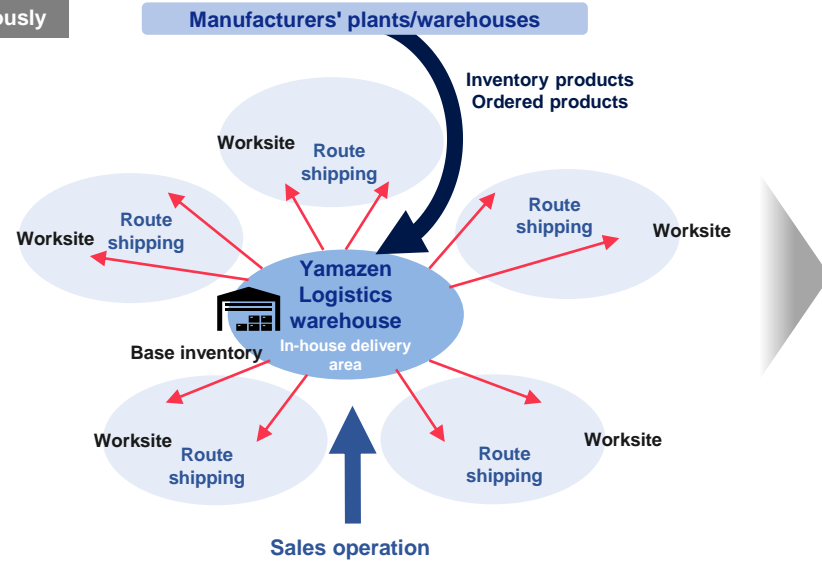 ously
Manufacturers' plants/warehouses
Inventory products
Ordered products
Worksite
Route
shipping
Worksite
Route
shipping
Route
shipping
Worksite
Yamazen
Logistics
warehouse
In-house delivery
area
Base inventory
Worksite
Route
shipping
Route
shipping
Worksite
Sales operation